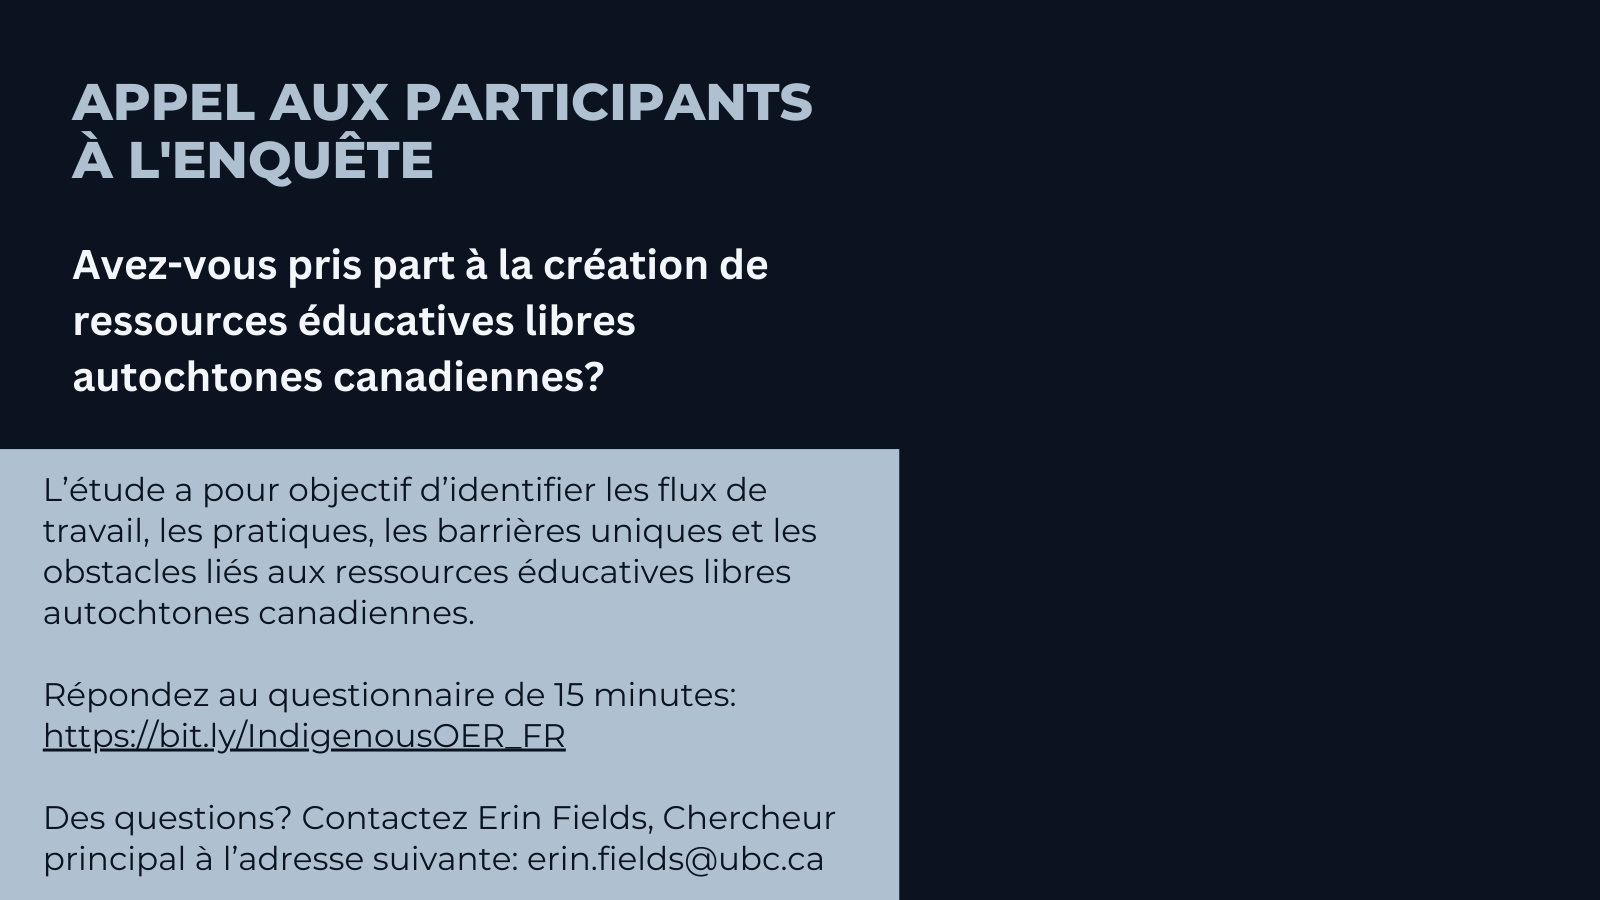 APPEL AUX PARTICIPANTS
À L'ENQUÊTE
Avez-vous pris part à la création de
ressources éducatives libres
autochtones canadiennes?
L’étude a pour objectif d’identifier les flux de
travail, les pratiques, les barrières uniques et les
obstacles liés aux ressources éducatives libres
autochtones canadiennes.
Répondez au questionnaire de 15 minutes:
https://bit.ly/IndigenousOER_FR
Des questions? Contactez Erin Fields, Chercheur
principal à l’adresse suivante: erin.fields@ubc.ca